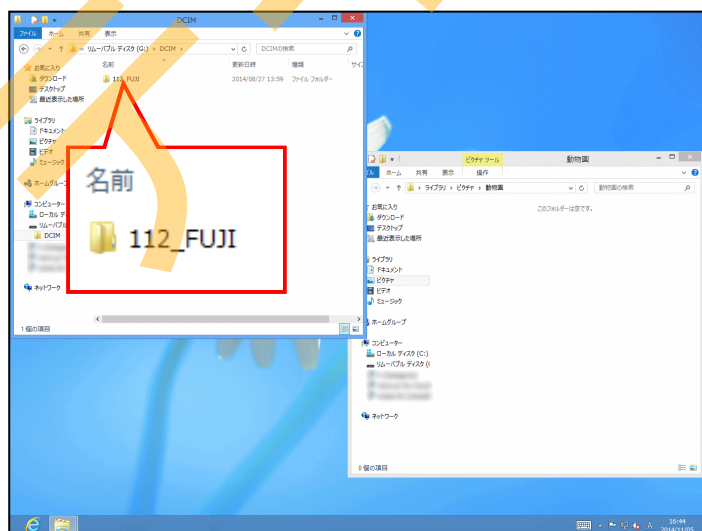 DCIM
ファイル ホーム 共有 表示
リムーバブル ディスク (G:) DCIM
DCIMの検索
名前 更新日時 種類 サイズ
112_FUJI 2014/08/27 13:59 ファイル フォルダー
お気に入り
ダウンロード
デスクトップ
最近表示した場所
ライブラリ
ドキュメント
ピクチャ
ビデオ
ミュージック
ホームグループ
コンピューター
ローカル デ
リムーバブル
DCIM
ネットワーク
1 個の項目
名前
112_FUJI
ピクチャ ツール 動物園
ホーム 共有 表示 操作
ライブラリ ピクチャ 動物園
動物園の検索
お気に入り
ダウンロード
デスクトップ
最近表示した場所
このフォルダーは空です。
ライブラリ
ドキュメント
ピクチャ
ビデオ
ミュージック
ホームグループ
コンピューター
ローカル ディスク (C:)
リムーバブル ディスク (
ネットワーク
0 個の項目
A 16:44
2014/11/05